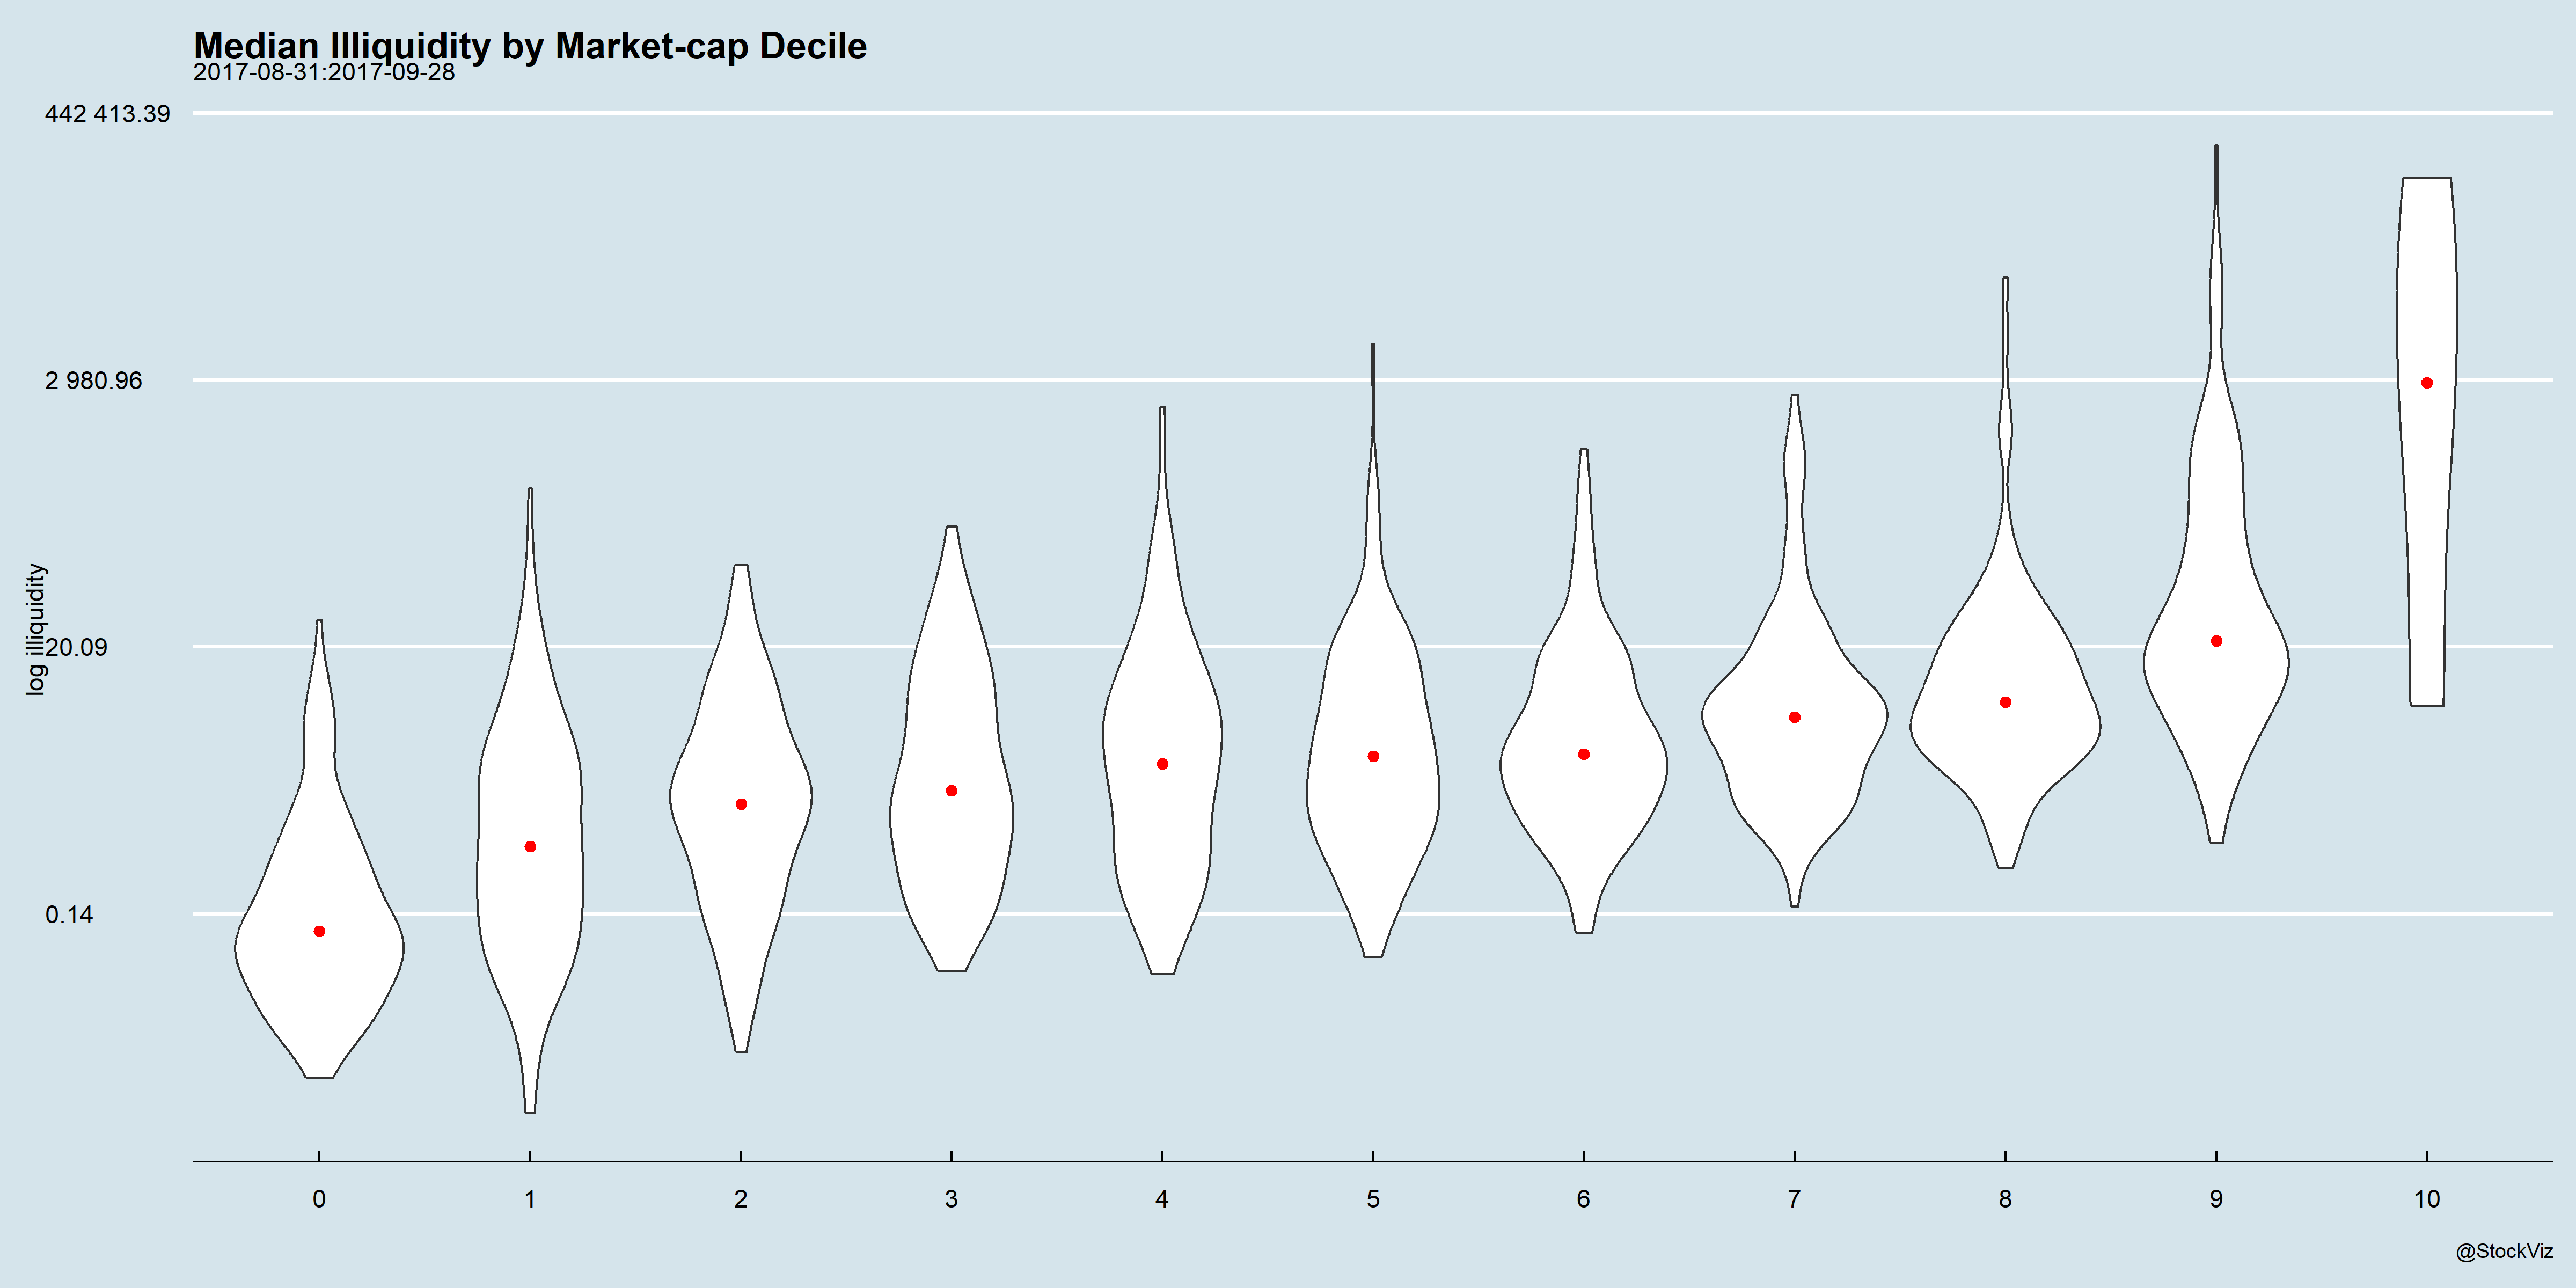 Median Illiquidity by Market-cap Decile
2017-08-31:2017-09-28
442 413.39
2 980.96
20.09
0.14
log illiquidity
0 1 2 3 4 5 6 7 8 9 10
@StockViz